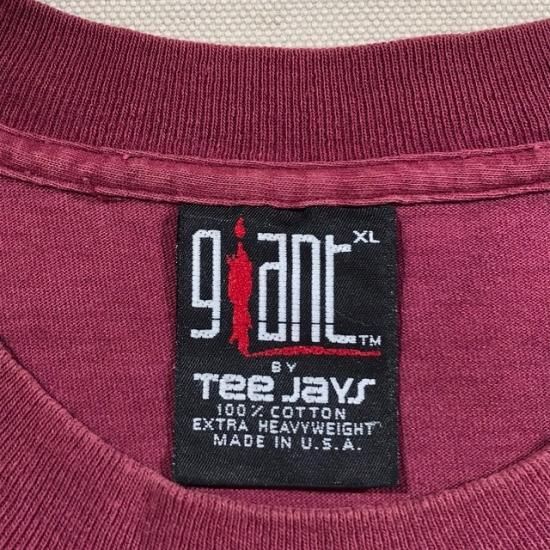 giant XL
TM
BY
Tee Jays
100% COTTON
EXTRA HEAVYWEIGHT
MADE IN U.S.A.